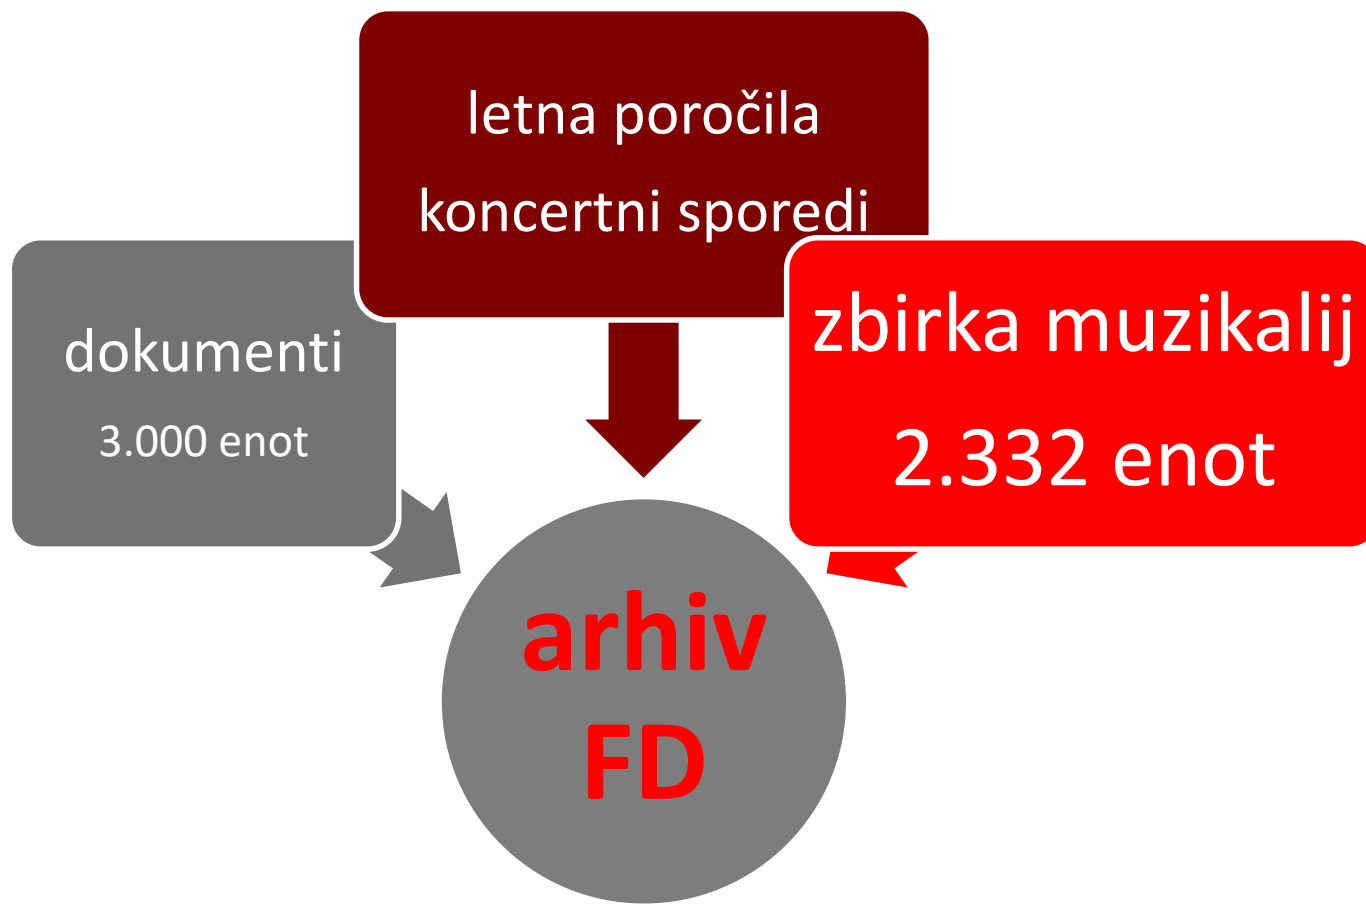 letna poročila
koncertni sporedi
dokumenti
3.000 enot
zbirka muzikalij
2.332 enot
arhiv
FD